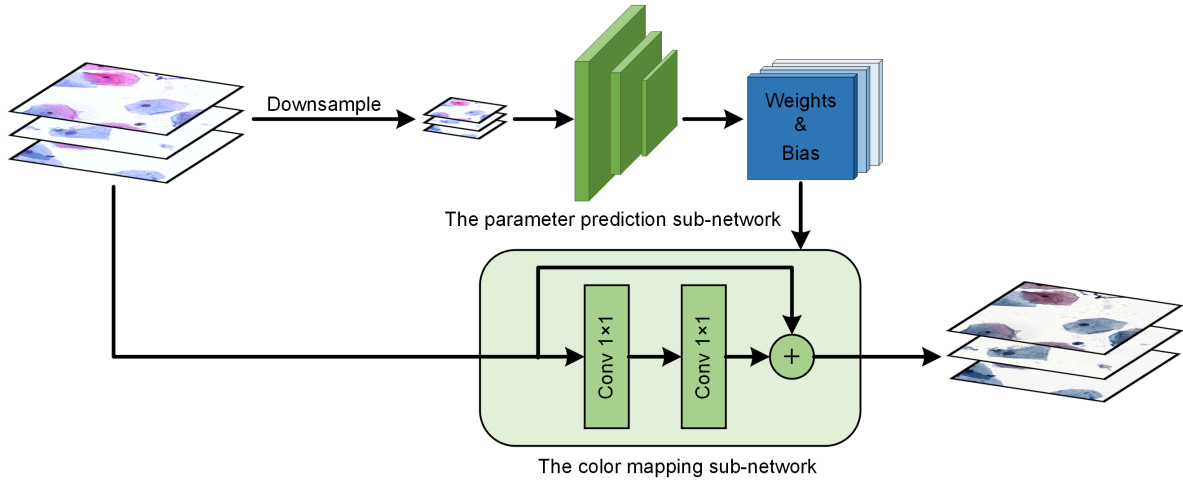 Downsample
Weights
&
Bias
The parameter prediction sub-network
Conv 1×1
Conv 1×1
+
The color mapping sub-network